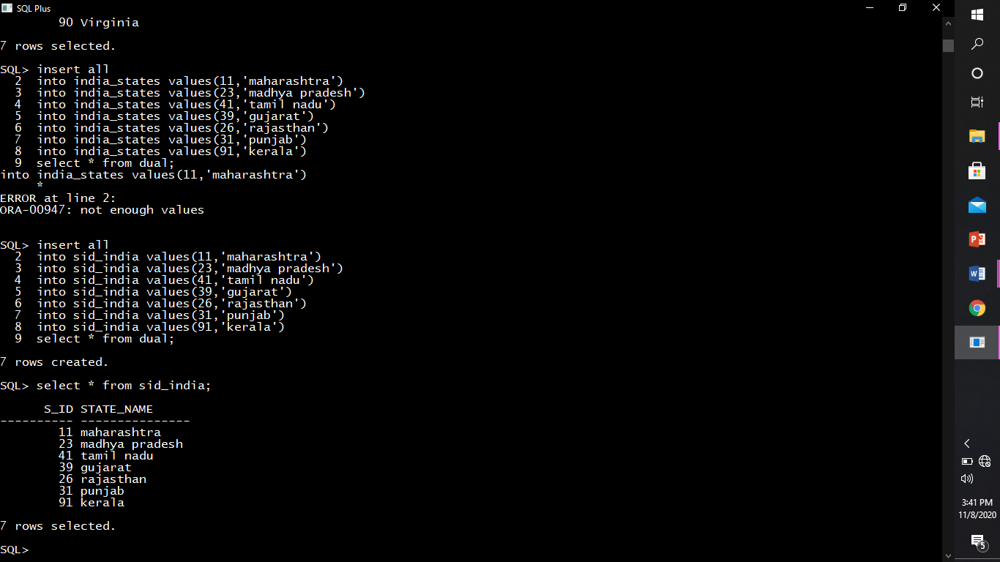 SQL Plus
90 Virginia
7 rows selected.
SQL> insert all
2 into india_states values(11,'maharashtra')
3 into india_states values(23,'madhya pradesh')
4 into india_states values(41,'tamil nadu')
5 into india_states values(39,'gujarat')
6 into india_states values(26,'rajasthan')
7 into india_states values(31,'punjab')
8 into india_states values(91,'kerala')
9 select * from dual;
into india_states values(11,'maharashtra')
*
ERROR at line 2:
ORA-00947: not enough values
SQL> insert all
2 into sid_india values(11,'maharashtra')
3 into sid_india values(23,'madhya pradesh')
4 into sid_india values(41,'tamil nadu')
5 into sid_india values(39,'gujarat')
6 into sid_india values(26,'rajasthan')
7 into sid_india values(31,'punjab')
8 into sid_india values(91,'kerala')
9 select * from dual;
7 rows created.
SQL> select * from sid_india;
S_ID STATE_NAME
---------- ---------------
11 maharashtra
23 madhya pradesh
41 tamil nadu
39 gujarat
26 rajasthan
31 punjab
91 kerala
7 rows selected.
SQL>
P
W
3:41 PM
11/8/2020
5